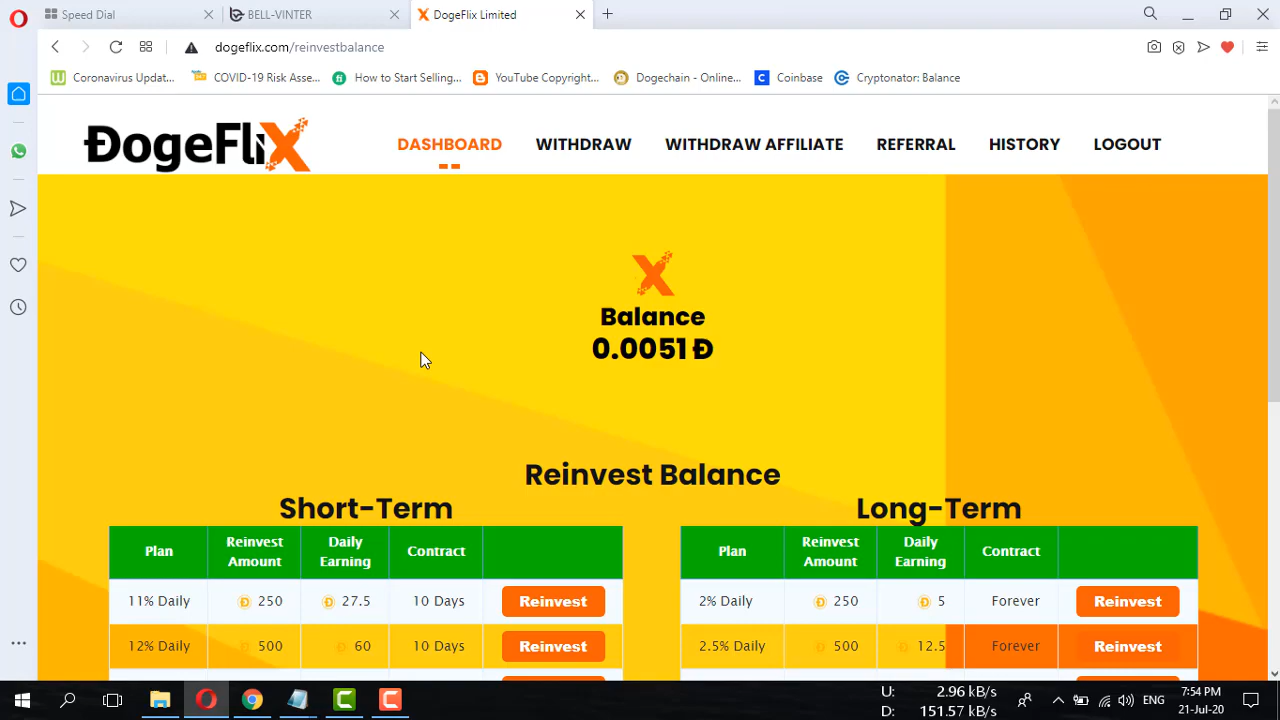 Speed Dial
BELL-VINTER
DogeFlix Limited
dogeflix.com/reinvestbalance
Coronavirus Updat...
COVID-19 Risk Asse...
How to Start Selling...
YouTube Copyright...
Dogechain - Online...
Coinbase
Cryptonator: Balance
ÐogeFliX
DASHBOARD
WITHDRAW
WITHDRAW AFFILIATE
REFERRAL
HISTORY
LOGOUT
Balance
0.0051 Ð
Reinvest Balance
Short-Term
Plan Reinvest Amount Daily Earning Contract
11% Daily 250 27.5 10 Days Reinvest
12% Daily 500 60 10 Days Reinvest
Long-Term
Plan Reinvest Amount Daily Earning Contract
2% Daily 250 5 Forever Reinvest
2.5% Daily 500 12.5 Forever Reinvest
U: 2.96 kB/s
D: 151.57 kB/s
ENG
7:54 PM
21-Jul-20